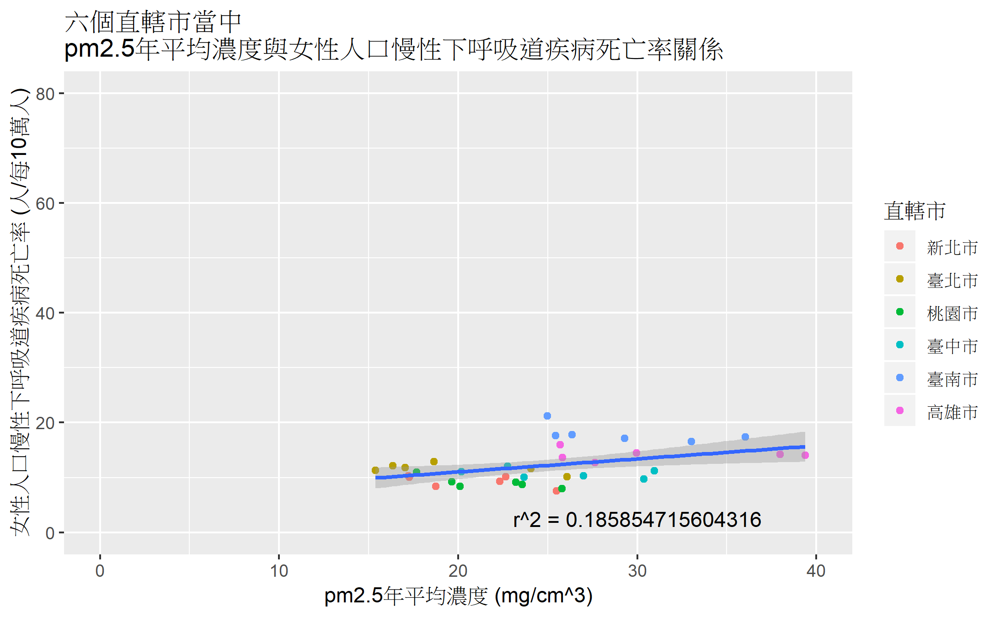 六個直轄市當中
pm2.5年平均濃度與女性人口慢性下呼吸道疾病死亡率關係
女性人口慢性下呼吸道疾病死亡率 (人/每10萬人)
80
60
40
20
0
r^2 = 0.185854715604316
0
10
20
30
40
pm2.5年平均濃度 (mg/cm^3)
直轄市
新北市
臺北市
桃園市
臺中市
臺南市
高雄市